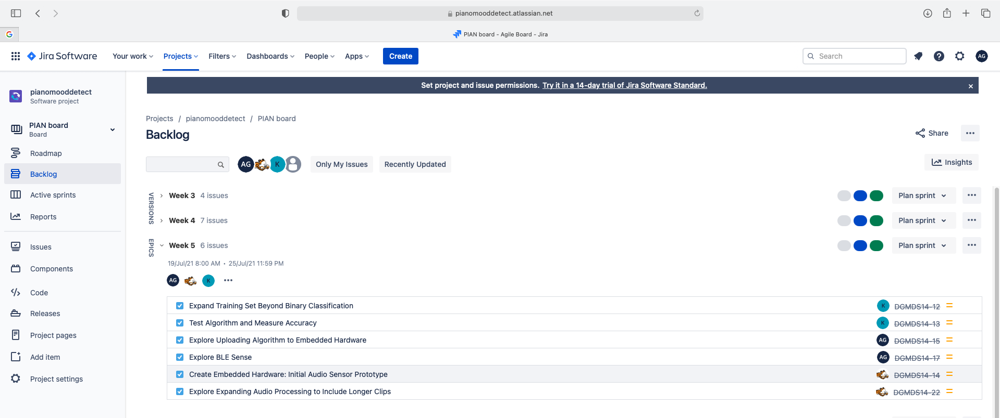 pianomooddetect.atlassian.net
G
PIAN board - Agile Board - Jira
Jira Software
Your work
Projects
Filters
Dashboards
People
Apps
Create
Search
AG
pianomooddetect
Software project
PIAN board
Board
Roadmap
Backlog
Active sprints
Reports
Issues
Components
Code
Releases
Project pages
Add item
Project settings
Set project and issue permissions. Try it in a 14-day trial of Jira Software Standard.
Projects / pianomooddetect / PIAN board
Backlog
Share
AG K
Only My Issues
Recently Updated
Insights
VERSIONS
EPICS
Week 3 4 issues Plan sprint
Week 4 7 issues Plan sprint
Week 5 6 issues Plan sprint
19/Jul/21 8:00 AM • 25/Jul/21 11:59 PM
AG K
Expand Training Set Beyond Binary Classification K DGMDS14-12
Test Algorithm and Measure Accuracy K DGMDS14-13
Explore Uploading Algorithm to Embedded Hardware AG DGMDS14-15
Explore BLE Sense AG DGMDS14-17
Create Embedded Hardware: Initial Audio Sensor Prototype DGMDS14-14
Explore Expanding Audio Processing to Include Longer Clips DGMDS14-22